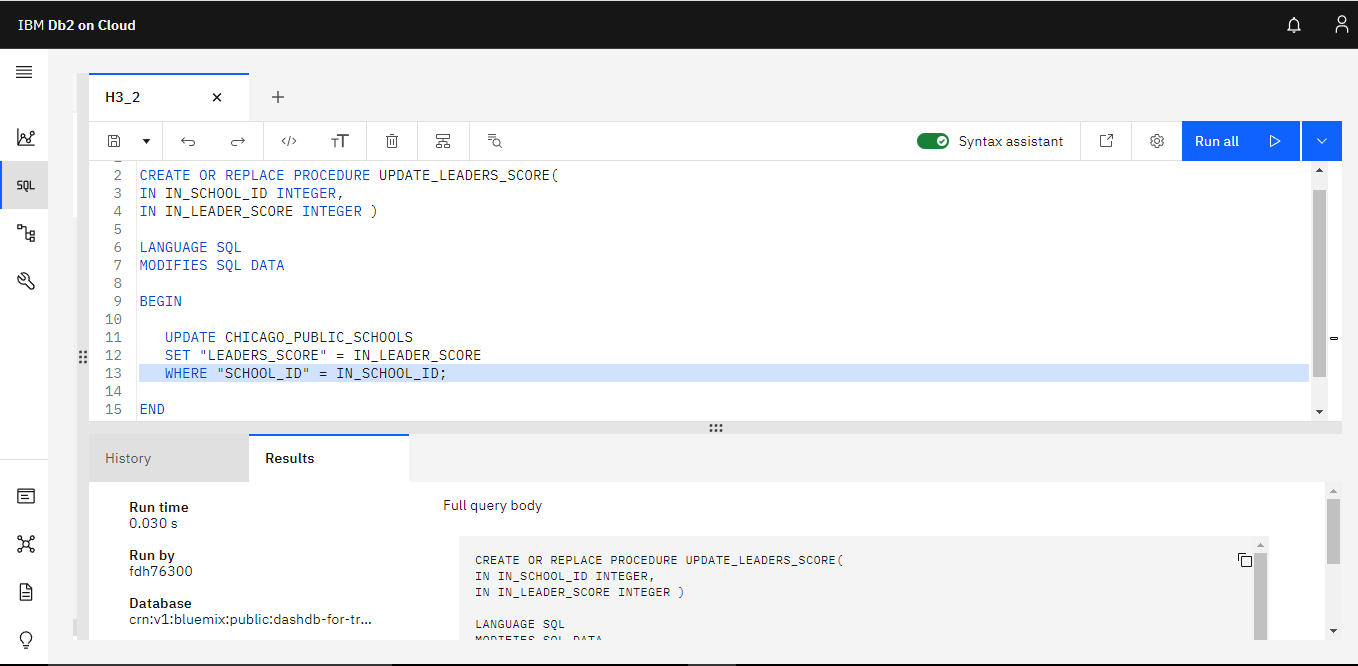 IBM Db2 on Cloud
H3_2
SQL
Syntax assistant
Run all
2 CREATE OR REPLACE PROCEDURE UPDATE_LEADERS_SCORE(
3 IN IN_SCHOOL_ID INTEGER,
4 IN IN_LEADER_SCORE INTEGER )
5
6 LANGUAGE SQL
7 MODIFIES SQL DATA
8
9 BEGIN
10
11 UPDATE CHICAGO_PUBLIC_SCHOOLS
12 SET "LEADERS_SCORE" = IN_LEADER_SCORE
13 WHERE "SCHOOL_ID" = IN_SCHOOL_ID;
14
15 END
History
Results
Run time
0.030 s
Run by
fdh76300
Database
crn:v1:bluemix:public:dashdb-for-tr...
Full query body
CREATE OR REPLACE PROCEDURE UPDATE_LEADERS_SCORE(
IN IN_SCHOOL_ID INTEGER,
IN IN_LEADER_SCORE INTEGER )
LANGUAGE SQL
MODIFIES SQL DATA